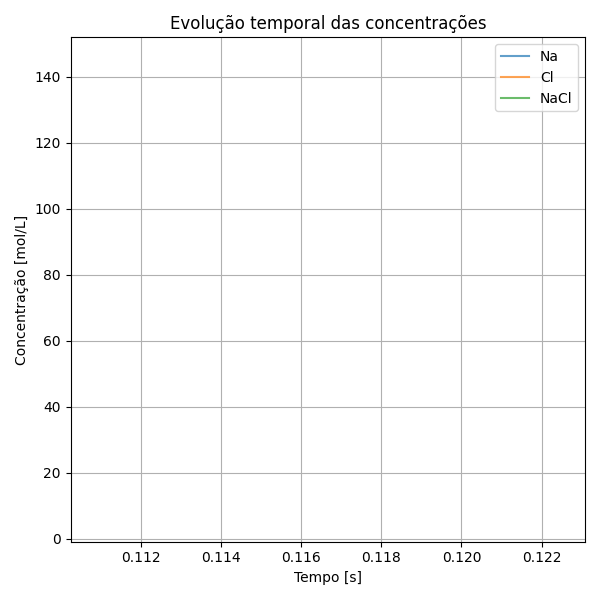 Evolução temporal das concentrações
Na
Cl
NaCl
140
120
100
80
60
40
20
0
Concentração [mol/L]
0.112 0.114 0.116 0.118 0.120 0.122
Tempo [s]